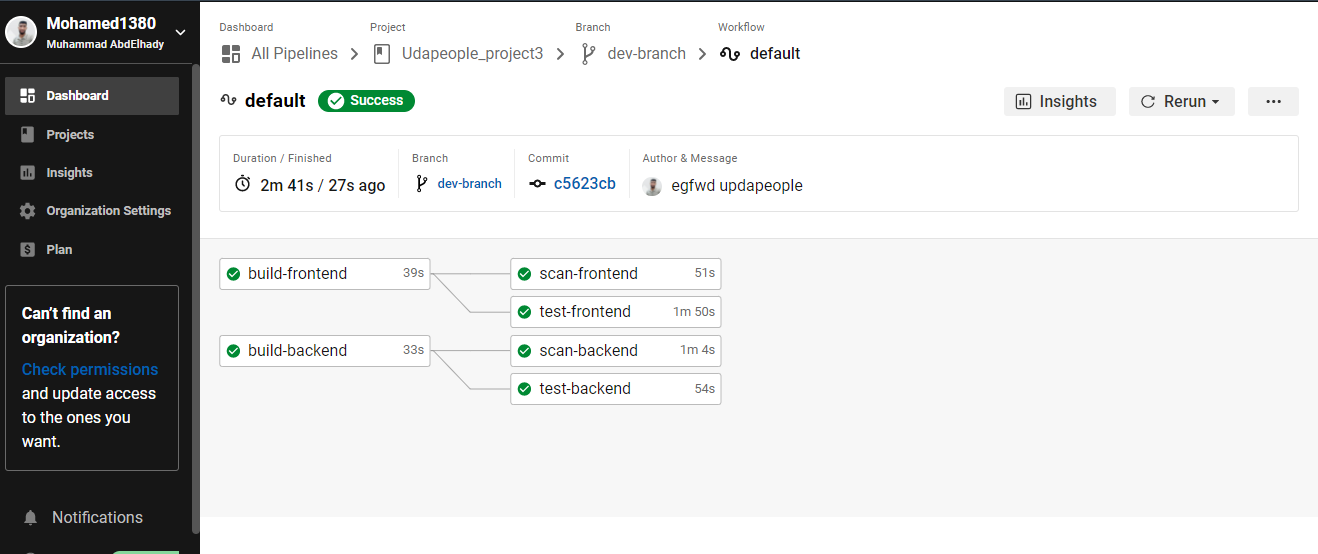 Mohamed1380
Muhammad AbdElhady
Dashboard
Projects
Insights
Organization Settings
Plan
Can't find an
organization?
Check permissions
and update access
to the ones you
want.
Notifications
Dashboard Project Branch Workflow
All Pipelines Udapeople_project3 dev-branch default
default Success Insights Rerun
Duration / Finished Branch Commit Author & Message
2m 41s / 27s ago dev-branch c5623cb egfwd updapeople
build-frontend 39s scan-frontend 51s
test-frontend 1m 50s
build-backend 33s scan-backend 1m 4s
test-backend 54s